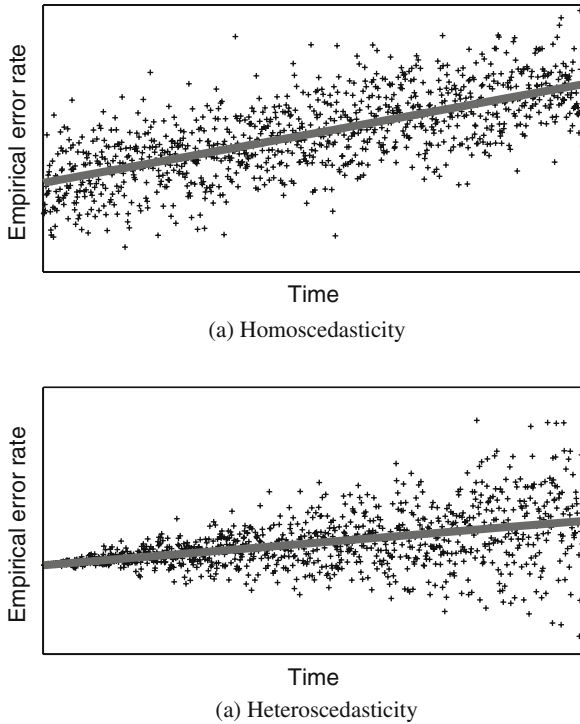 Empirical error rate
Time
(a) Homoscedasticity
Empirical error rate
Time
(a) Heteroscedasticity